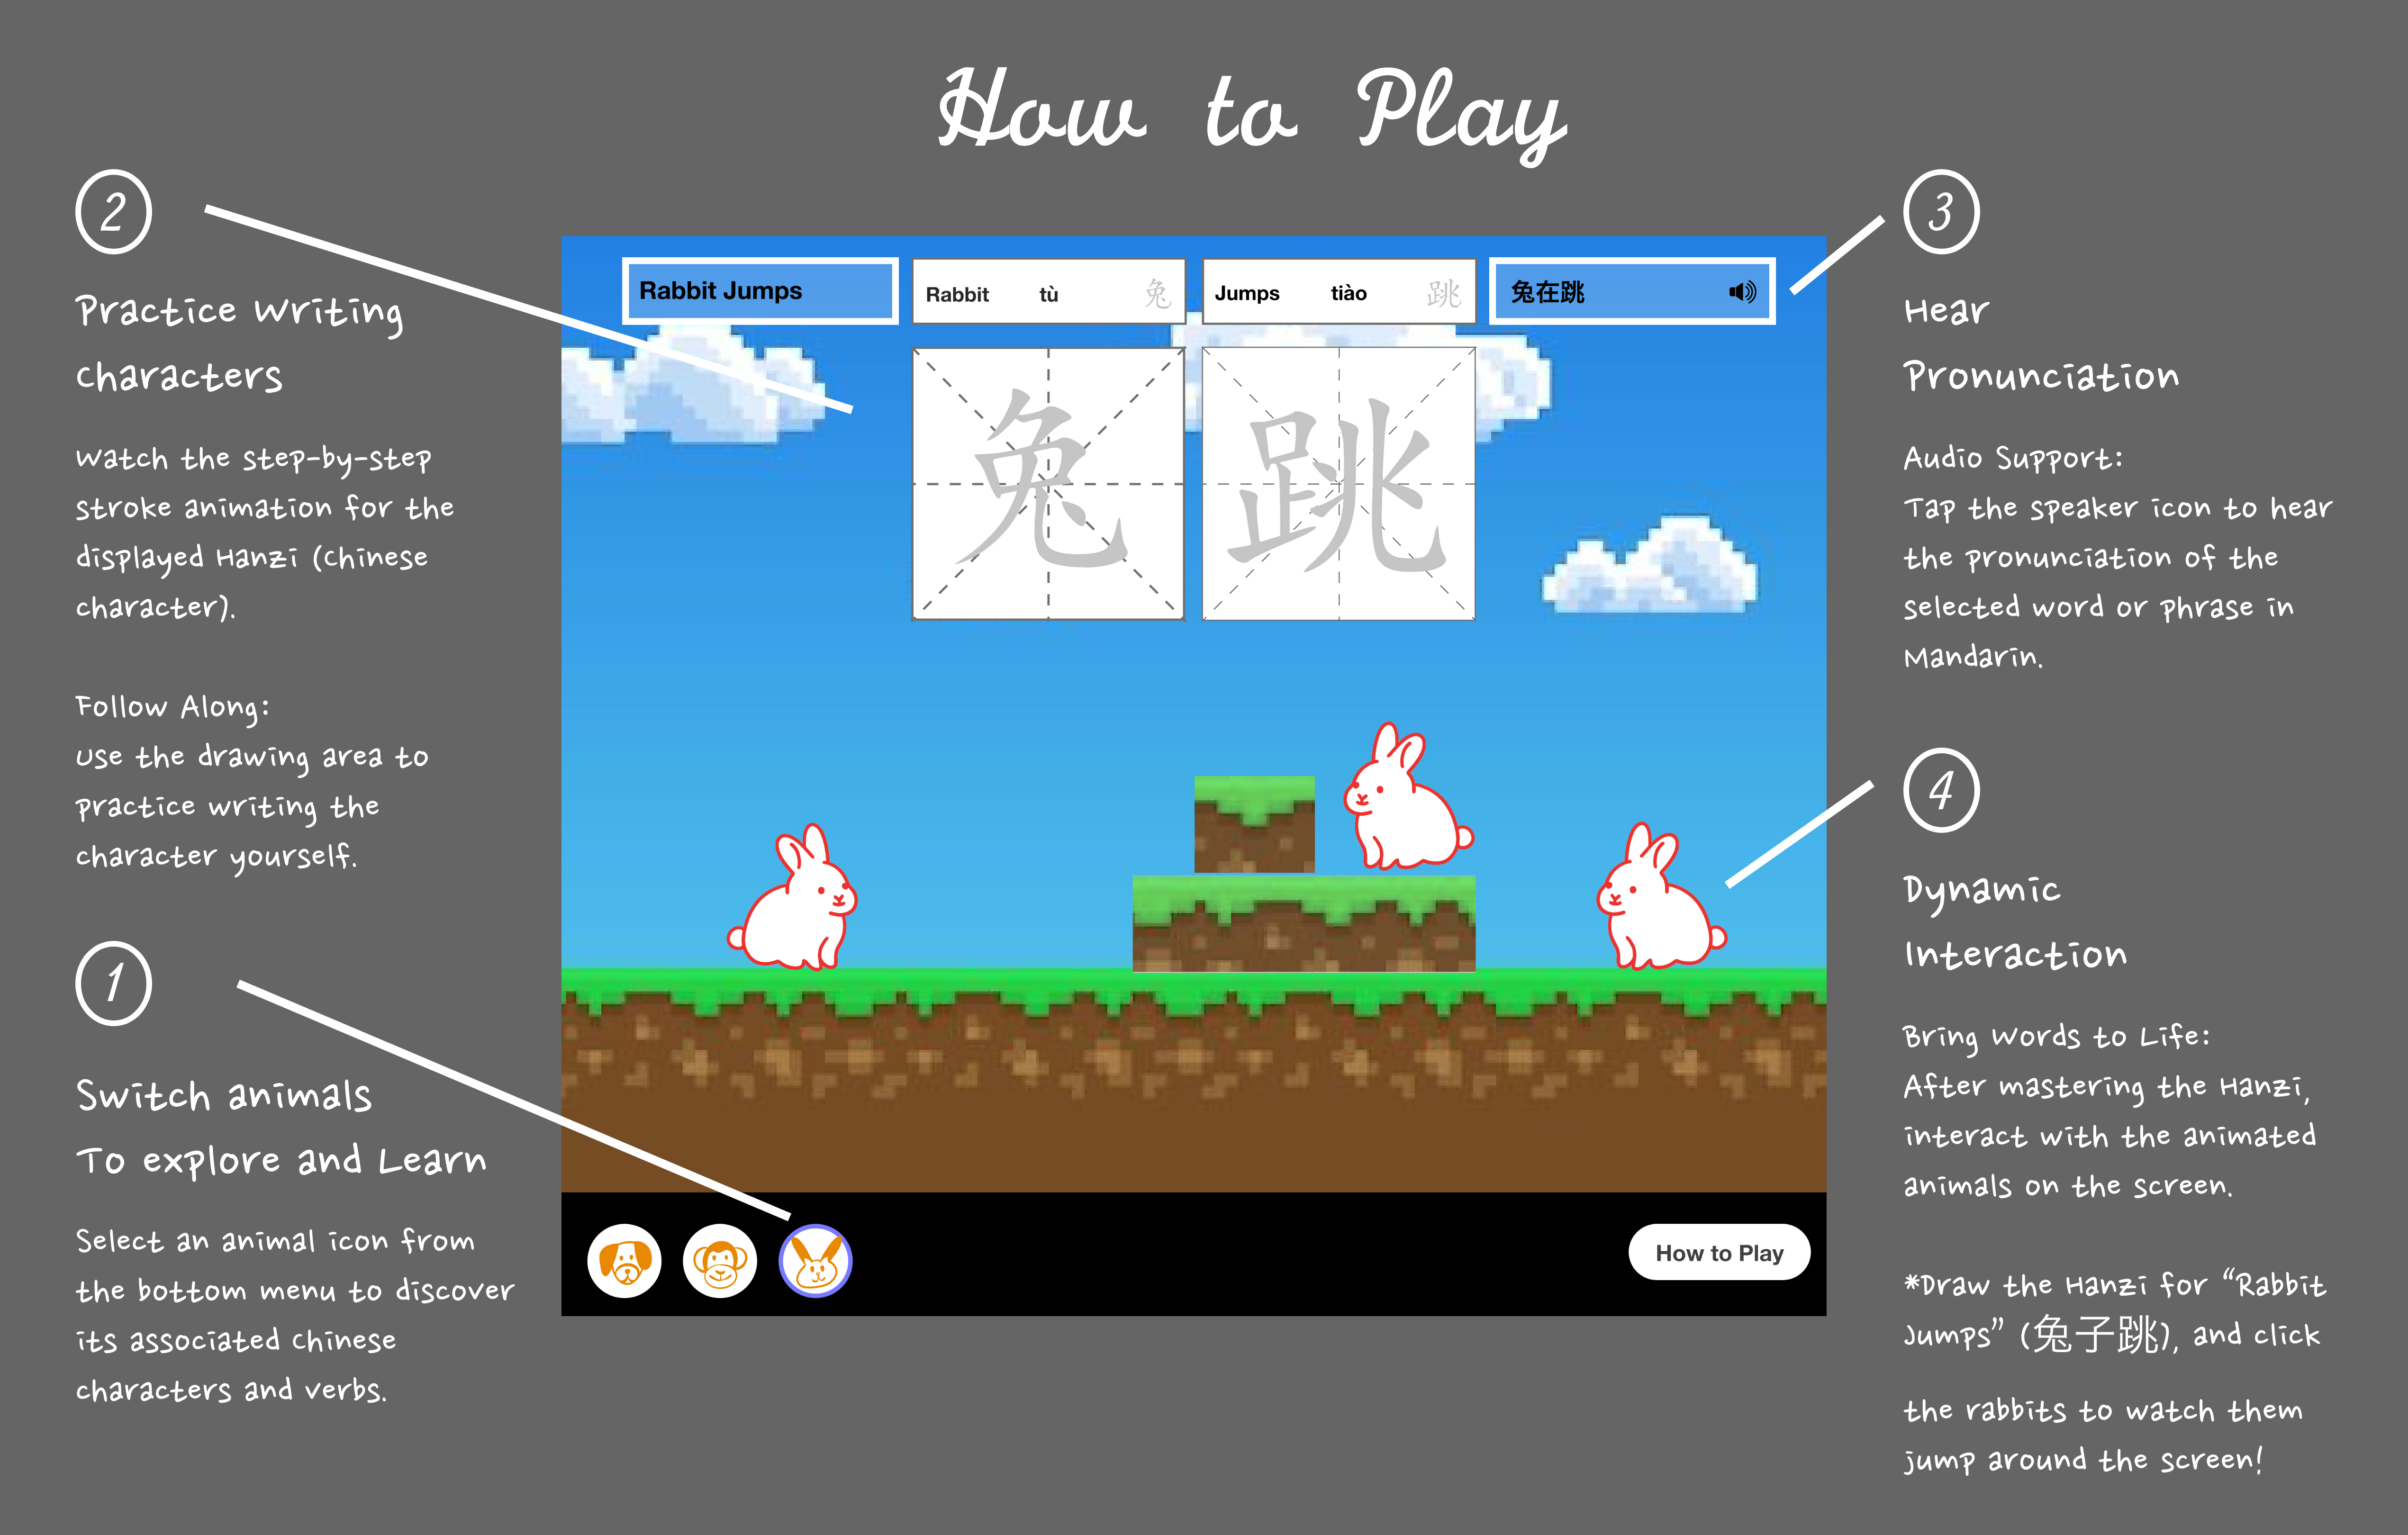 How to Play
2
Practice Writing
Characters
Watch the step-by-step
stroke animation for the
displayed Hanzi (Chinese
character).
Follow Along:
Use the drawing area to
practice writing the
character yourself.
1
Switch animals
To explore and Learn
Select an animal icon from
the bottom menu to discover
its associated Chinese
characters and verbs.
Rabbit Jumps
Rabbit tù 兔
Jumps tiào 跳
兔在跳
兔 跳
How to Play
3
Hear
Pronunciation
Audio Support:
Tap the speaker icon to hear
the pronunciation of the
selected word or phrase in
Mandarin.
4
Dynamic
Interaction
Bring Words to Life:
After mastering the Hanzi,
interact with the animated
animals on the screen.
*Draw the Hanzi for “Rabbit
Jumps” (兔子跳), and click
the rabbits to watch them
jump around the screen!